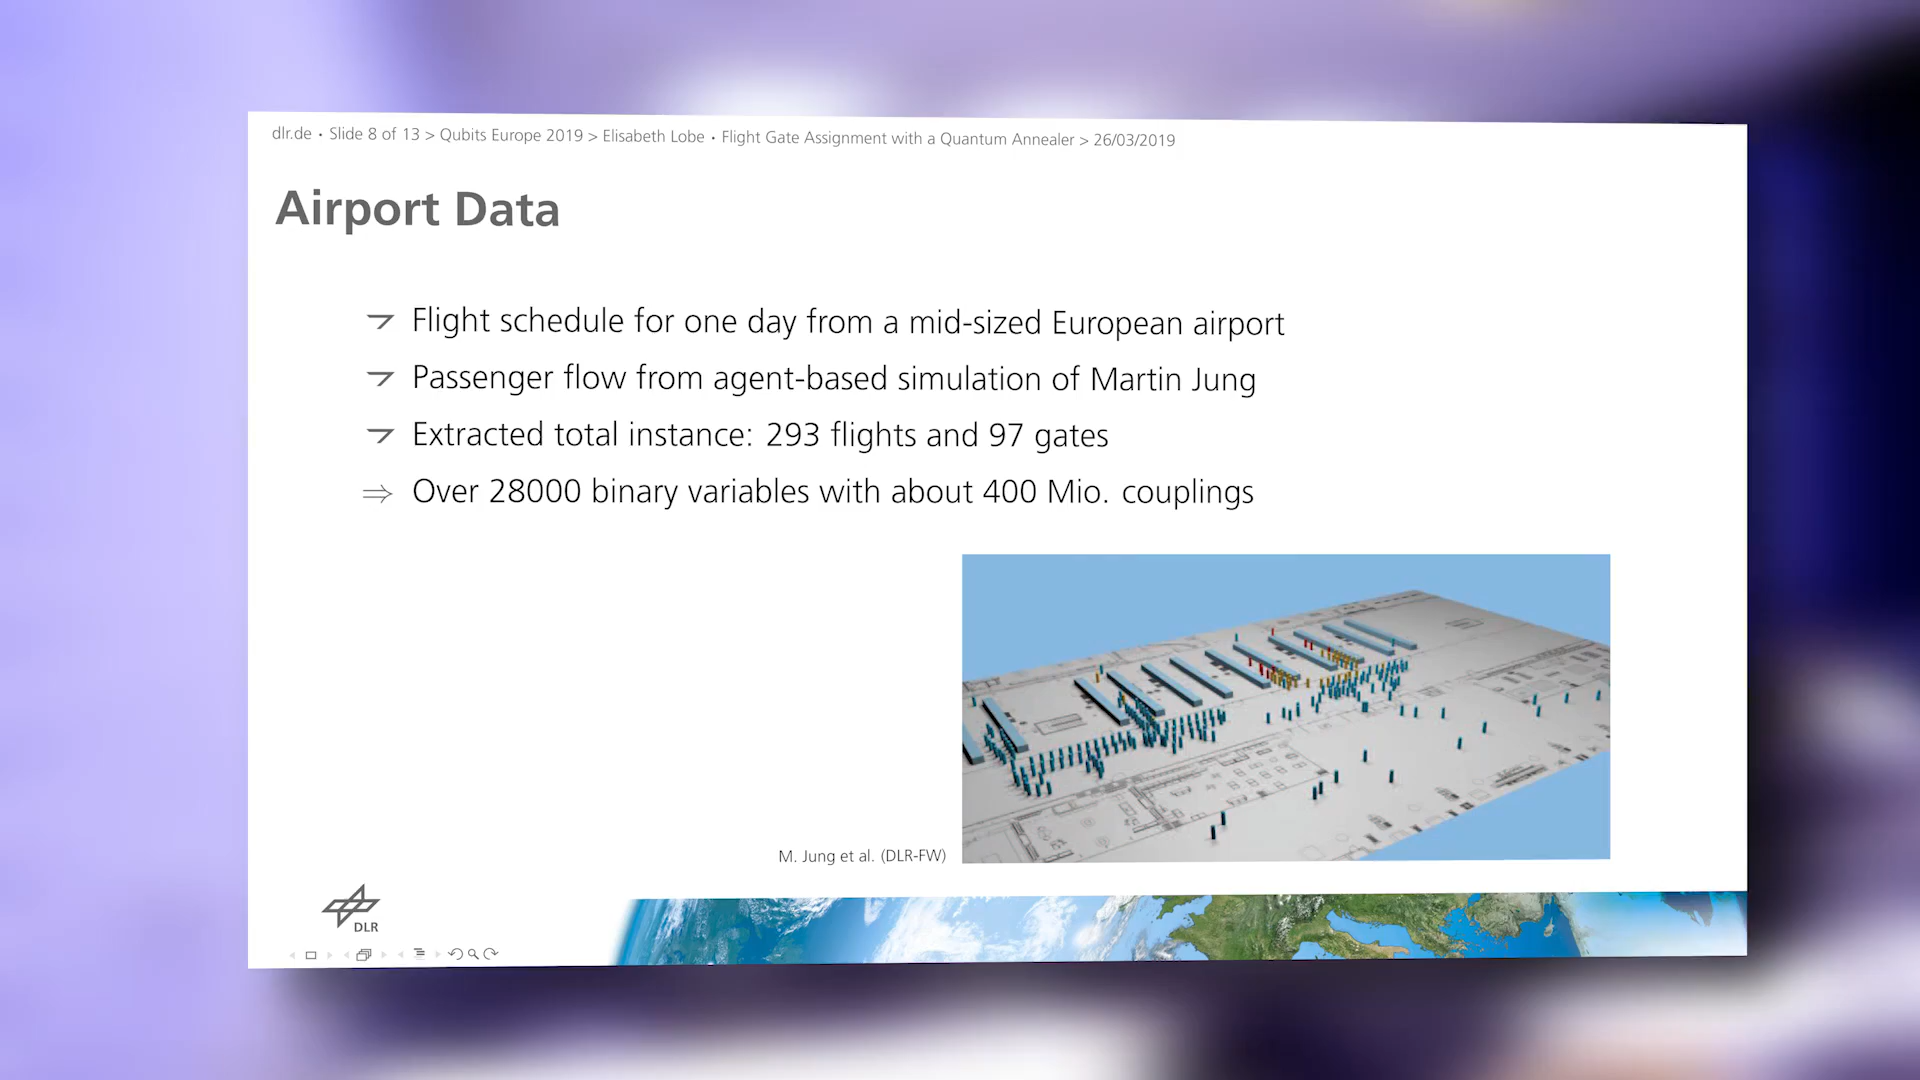 dlr.de • Slide 8 of 13 > Qubits Europe 2019 > Elisabeth Lobe • Flight Gate Assignment with a Quantum Annealer > 26/03/2019
Airport Data
Flight schedule for one day from a mid-sized European airport
Passenger flow from agent-based simulation of Martin Jung
Extracted total instance: 293 flights and 97 gates
⇒ Over 28000 binary variables with about 400 Mio. couplings
M. Jung et al. (DLR-FW)
DLR